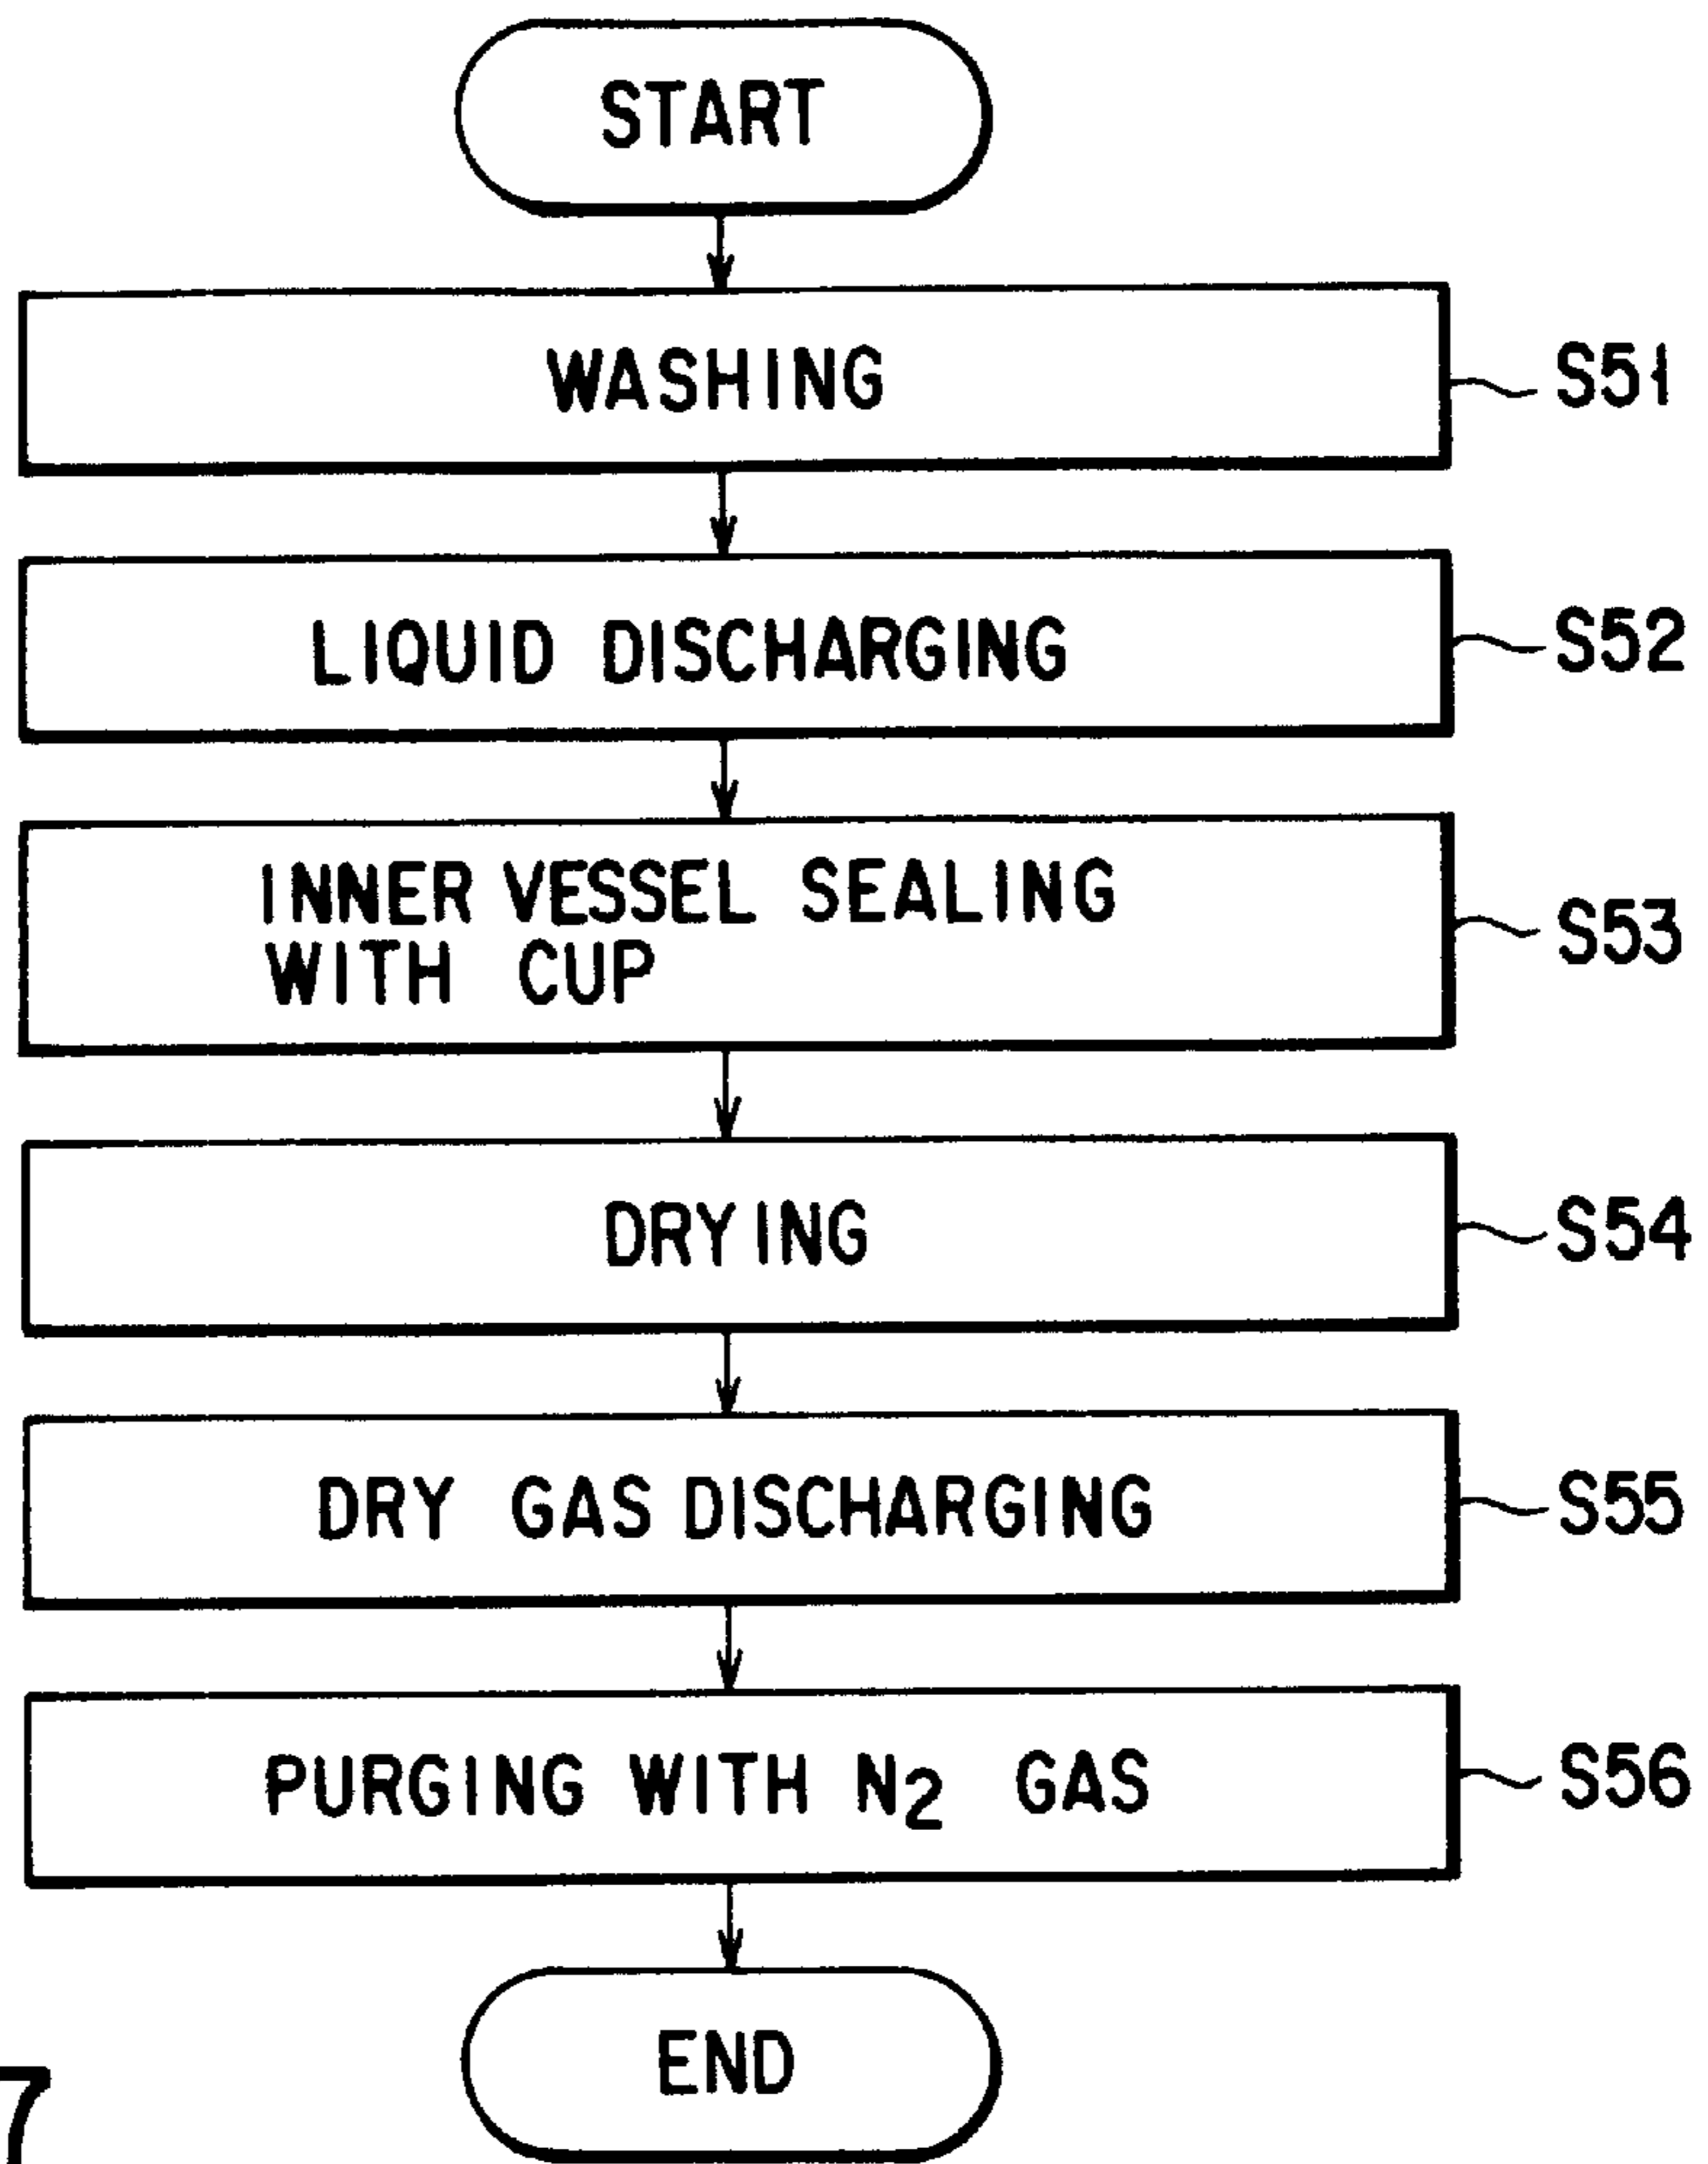 START
WASHING
S51
LIQUID DISCHARGING
S52
INNER VESSEL SEALING
WITH CUP
S53
DRYING
S54
DRY GAS DISCHARGING
S55
PURGING WITH N2 GAS
S56
END
7